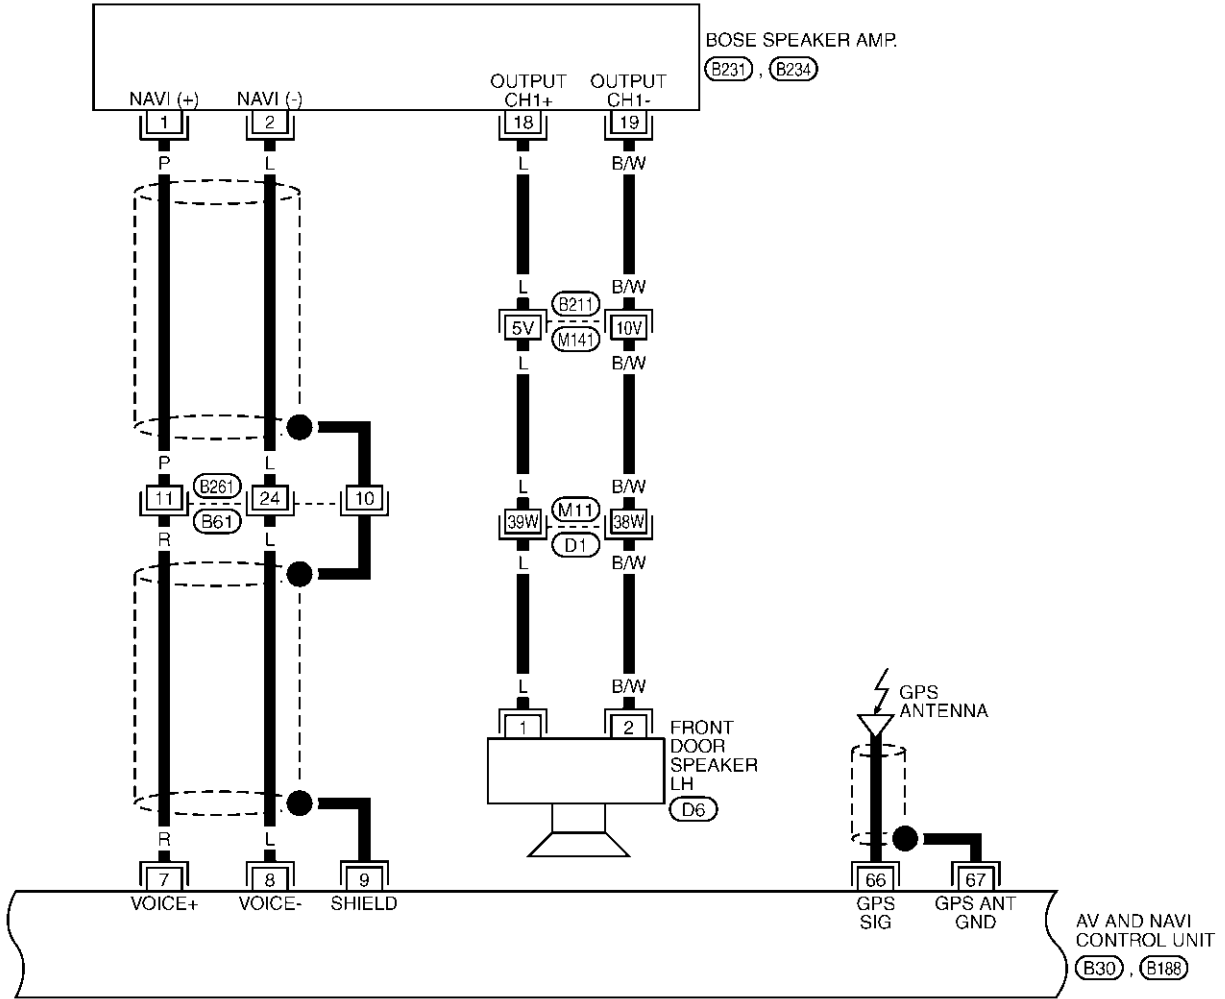 BOSE SPEAKER AMP.
B231 , B234
OUTPUT OUTPUT
NAVI (+) NAVI (-) CH1+ CH1-
1 2 18 19
P L L B/W
L B/W
B211
5V 10V
M141
L B/W
P L L B/W
B261 M11
11 24 10 39W 38W
B61 D1
R L L B/W
L B/W
GPS
ANTENNA
1 2 FRONT
DOOR
SPEAKER
LH
D6
R L
7 8 9 66 67
VOICE+ VOICE- SHIELD GPS GPS ANT
SIG GND
AV AND NAVI
CONTROL UNIT
B30 , B188